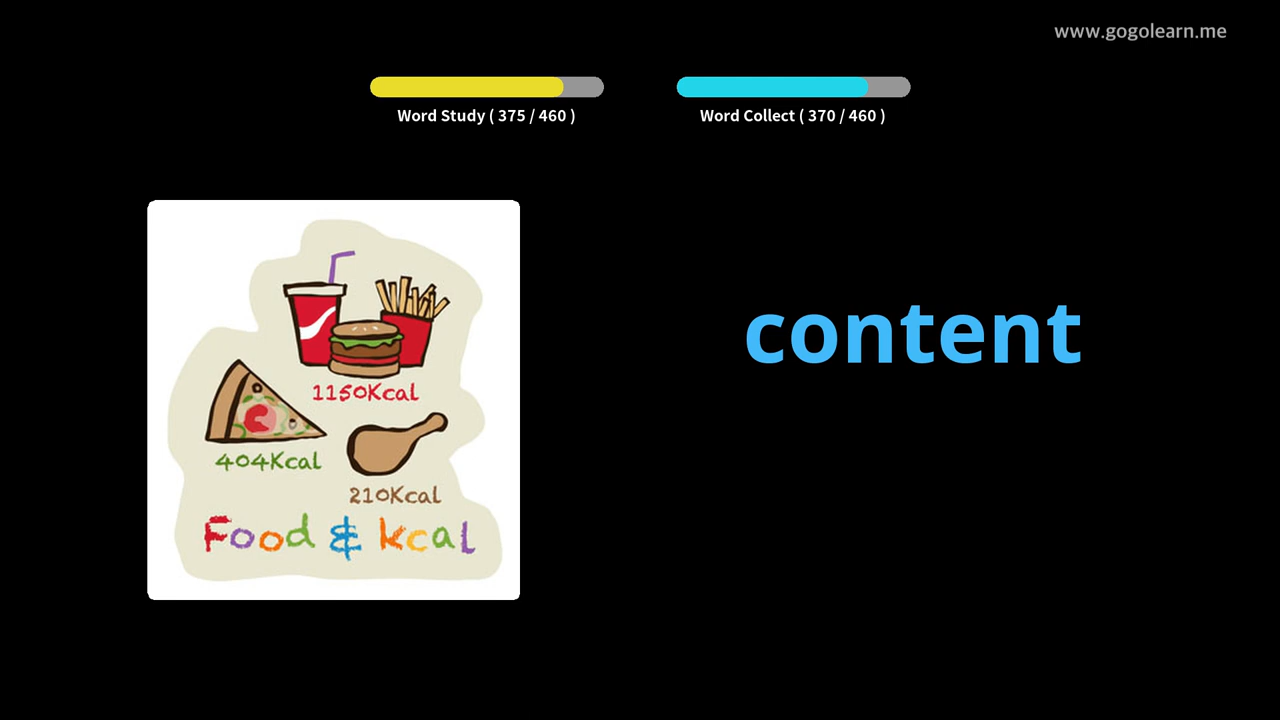 www.gogolearn.me
Word Study ( 375 / 460 )
Word Collect ( 370 / 460 )
content
1150Kcal
404Kcal
210Kcal
Food & kcal